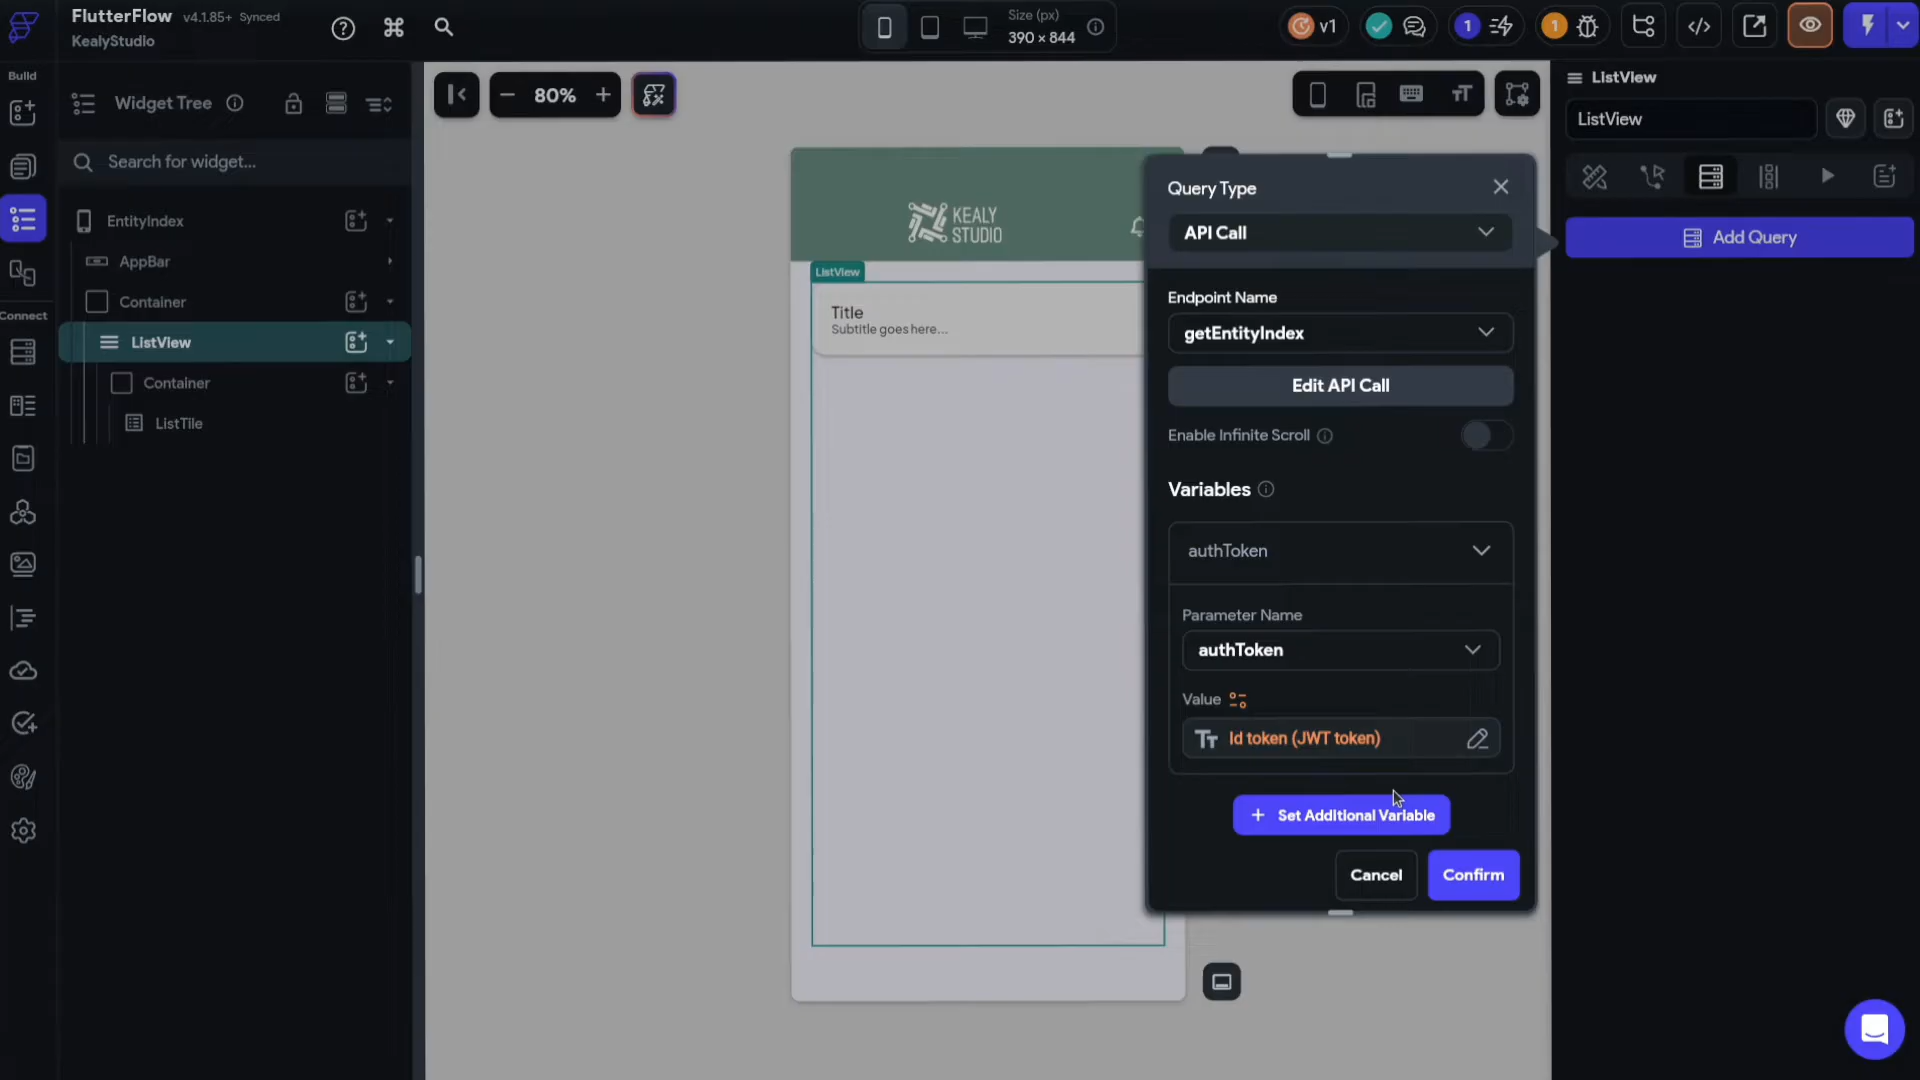 FlutterFlow v4.1.85+ Synced
KealyStudio
Size (px)
390 × 844
v1
1
1
Build
Connect
Widget Tree
Search for widget...
EntityIndex
AppBar
Container
ListView
Container
ListTile
80%
KEALY
STUDIO
ListView
Title
Subtitle goes here...
Query Type
API Call
Endpoint Name
getEntityIndex
Edit API Call
Enable Infinite Scroll
Variables
authToken
Parameter Name
authToken
Value
Tт Id token (JWT token)
+ Set Additional Variable
Cancel
Confirm
ListView
ListView
Add Query